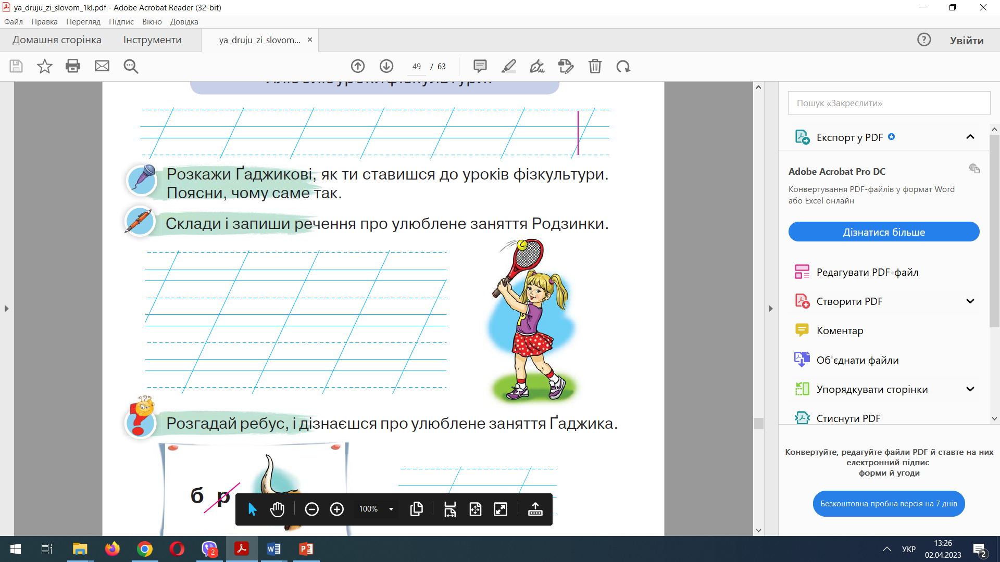 ya_druju_zi_slovom_1kl.pdf - Adobe Acrobat Reader (32-bit)
Файл Правка Перегляд Підпис Вікно Довідка
Домашня сторінка Інструменти ya_druju_zi_slovom... × ? Увійти
49 / 63
Я люблю уроки фізкультури.
Розкажи Ґаджикові, як ти ставишся до уроків фізкультури.
Поясни, чому саме так.
Склади і запиши речення про улюблене заняття Родзинки.
Розгадай ребус, і дізнаєшся про улюблене заняття Ґаджика.
б р
100%
Пошук «Закреслити»
Експорт у PDF
Adobe Acrobat Pro DC
Конвертування PDF-файлів у формат Word
або Excel онлайн
Дізнатися більше
Редагувати PDF-файл
Створити PDF
Коментар
Об'єднати файли
Упорядкувати сторінки
Стиснути PDF
Конвертуйте, редагуйте файли PDF й ставте на них
електронний підпис
форми й угоди
Безкоштовна пробна версія на 7 днів
2
УКР
13:26
02.04.2023
2